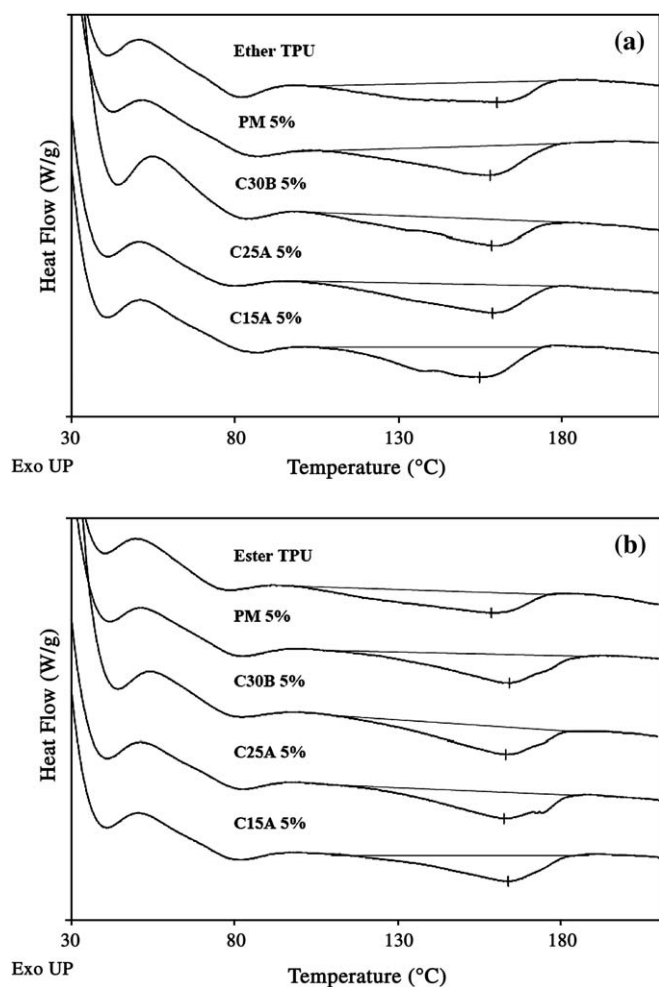 (a)
Ether TPU
PM 5%
C30B 5%
C25A 5%
C15A 5%
Heat Flow (W/g)
30 80 130 180
Exo UP Temperature (°C)
(b)
Ester TPU
PM 5%
C30B 5%
C25A 5%
C15A 5%
Heat Flow (W/g)
30 80 130 180
Exo UP Temperature (°C)